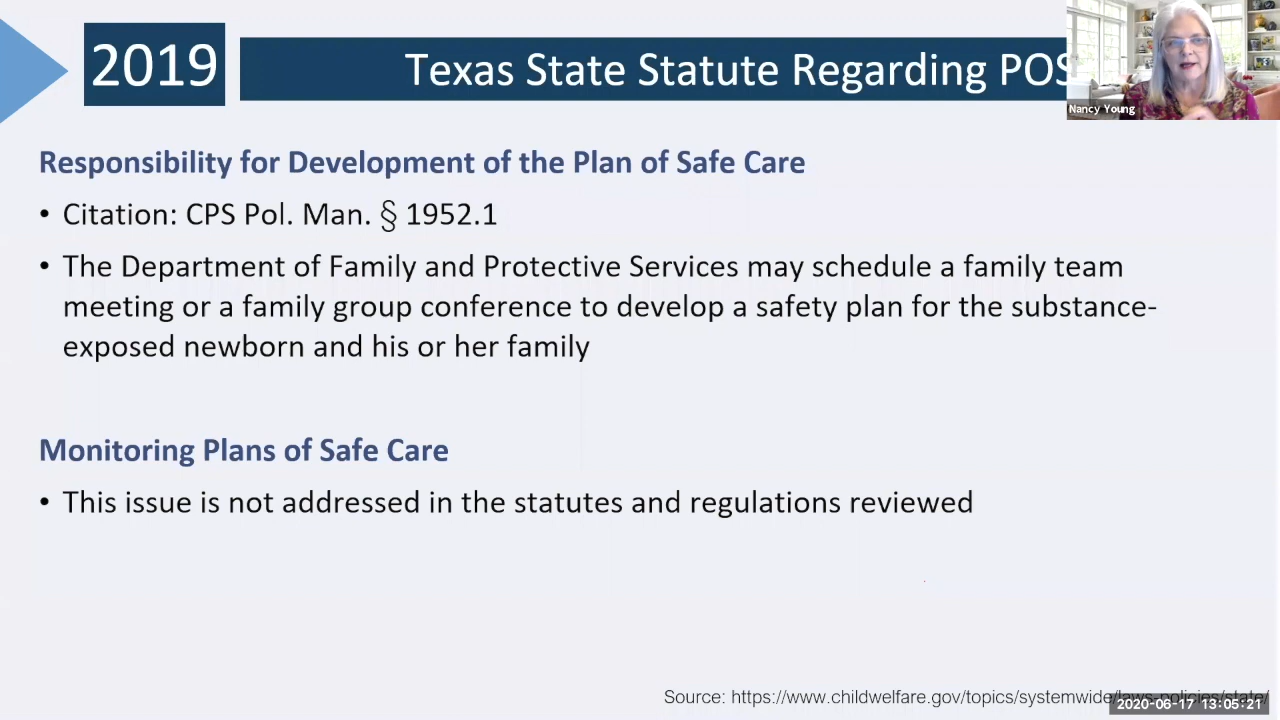 2019
Texas State Statute Regarding POS
Nancy Young
Responsibility for Development of the Plan of Safe Care
• Citation: CPS Pol. Man. § 1952.1
• The Department of Family and Protective Services may schedule a family team
meeting or a family group conference to develop a safety plan for the substance-
exposed newborn and his or her family
Monitoring Plans of Safe Care
• This issue is not addressed in the statutes and regulations reviewed
Source: https://www.childwelfare.gov/topics/systemwide/laws-policies/state/
2020-06-17 13:05:21